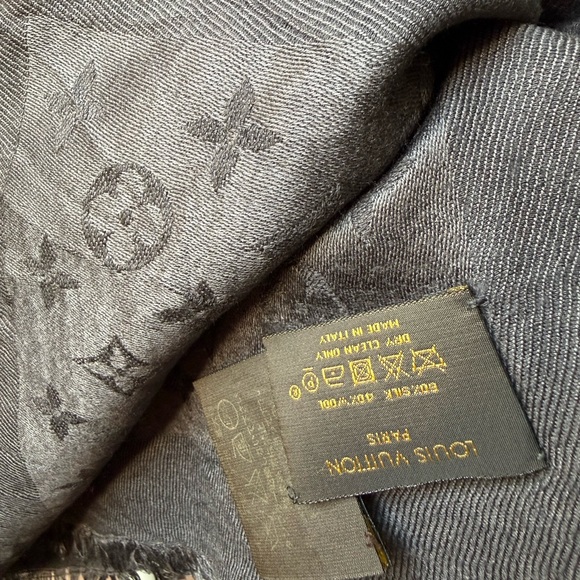 LOUIS VUITTON
PARIS
60% SILK 40% WOOL
P
DRY CLEAN ONLY
MADE IN ITALY